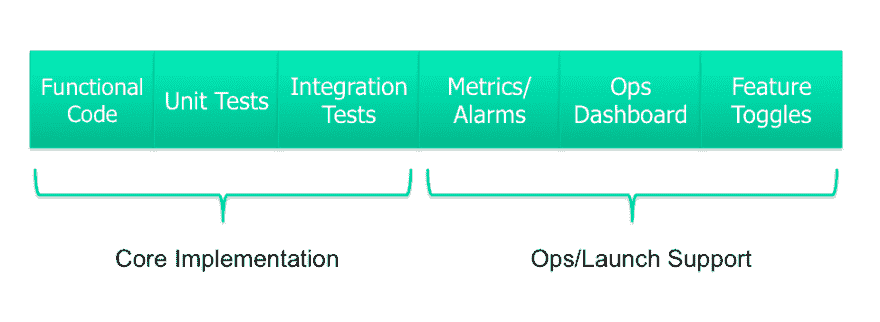 Functional
Code
Unit Tests
Integration
Tests
Metrics/
Alarms
Ops
Dashboard
Feature
Toggles
Core Implementation
Ops/Launch Support